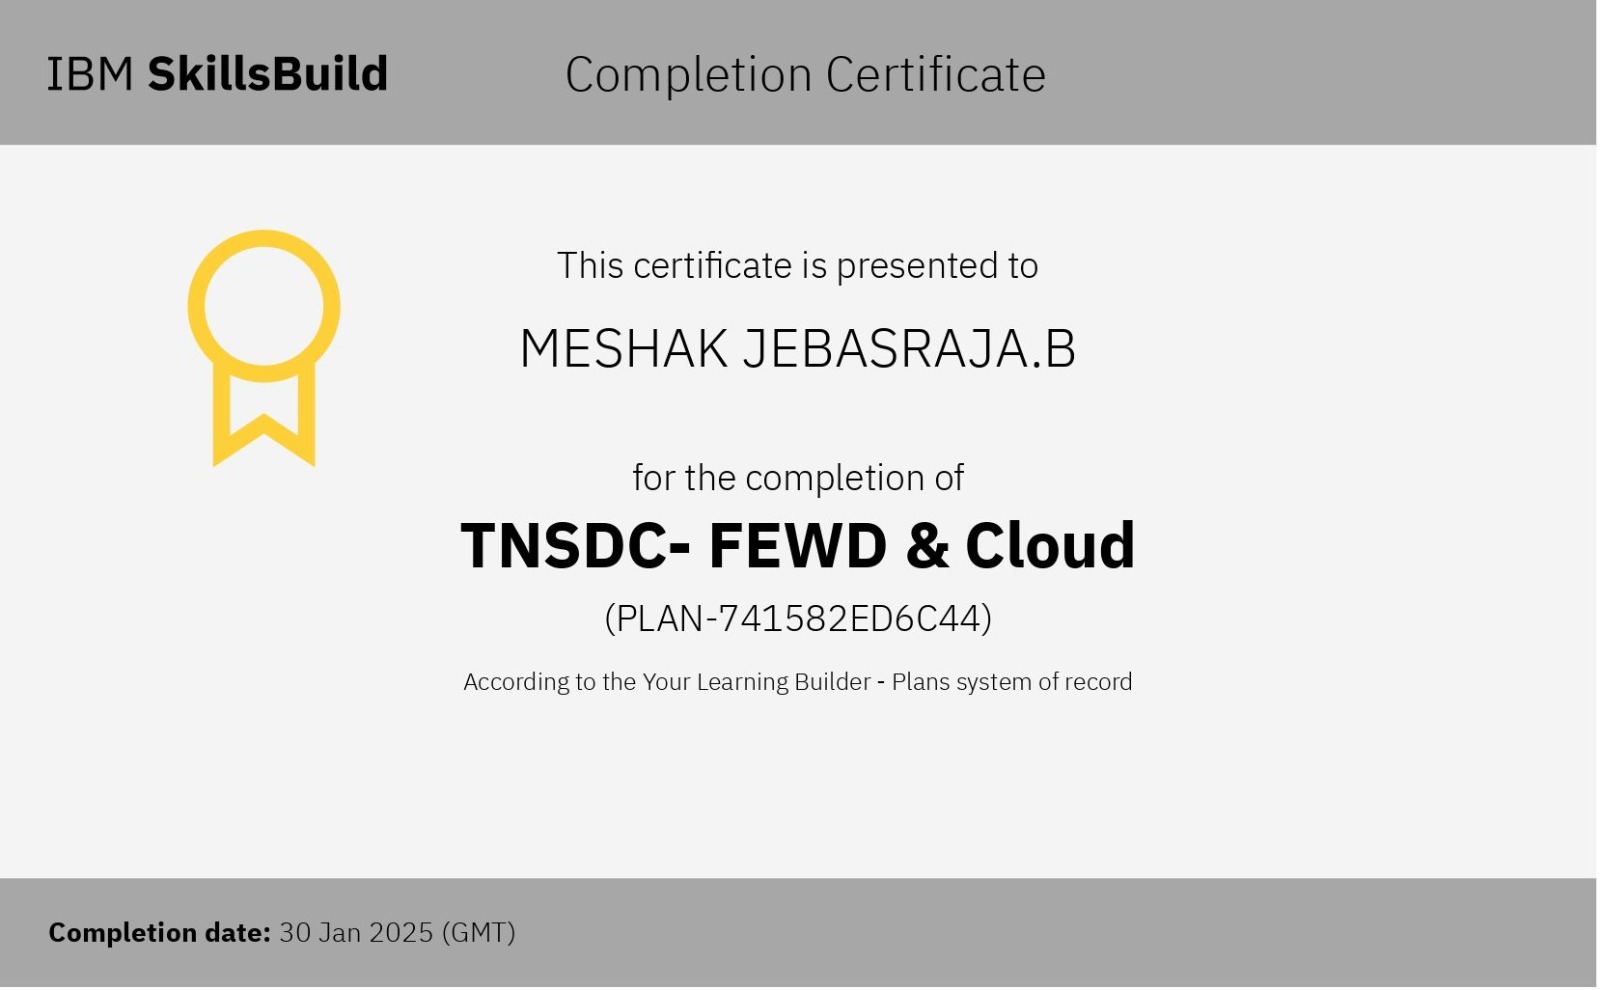 IBM SkillsBuild
Completion Certificate
This certificate is presented to
MESHAK JEBASRAJA.B
for the completion of
TNSDC- FEWD & Cloud
(PLAN-741582ED6C44)
According to the Your Learning Builder - Plans system of record
Completion date: 30 Jan 2025 (GMT)